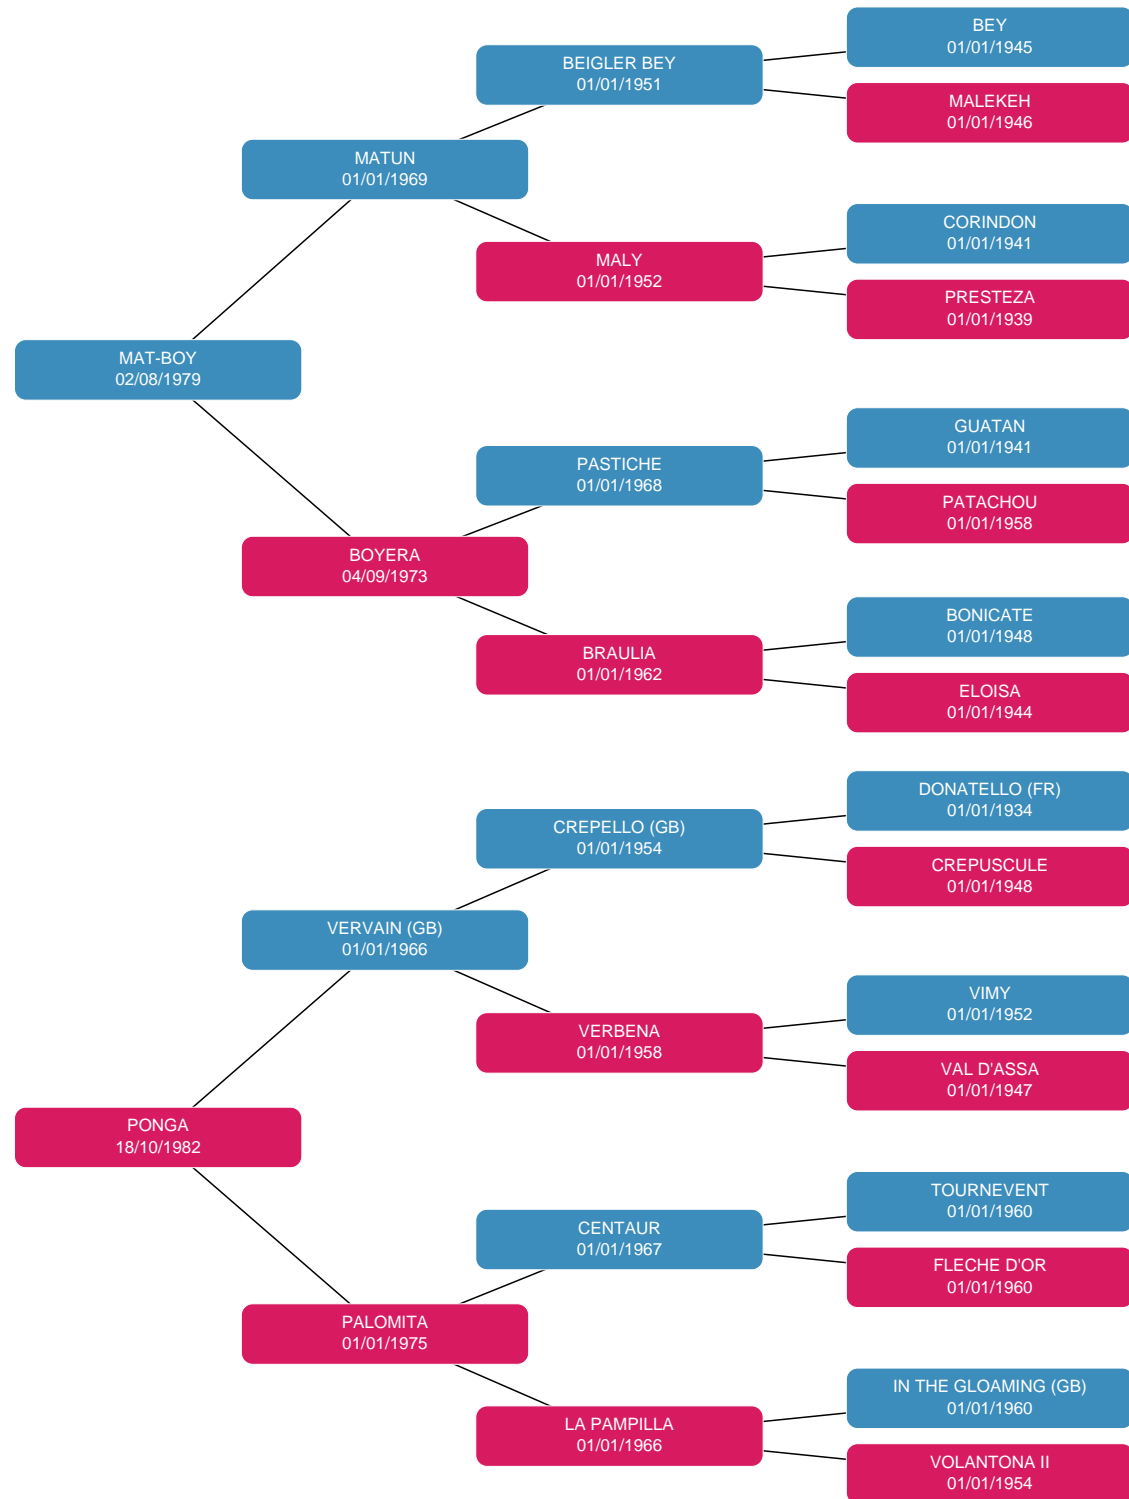 BEY
01/01/1945
BEIGLER BEY
01/01/1951
MALEKEH
01/01/1946
MATUN
01/01/1969
CORINDON
01/01/1941
MALY
01/01/1952
PRESTEZA
01/01/1939
MAT-BOY
02/08/1979
GUATAN
01/01/1941
PASTICHE
01/01/1968
PATACHOU
01/01/1958
BOYERA
04/09/1973
BONICATE
01/01/1948
BRAULIA
01/01/1962
ELOISA
01/01/1944
DONATELLO (FR)
01/01/1934
CREPELLO (GB)
01/01/1954
CREPUSCULE
01/01/1948
VERVAIN (GB)
01/01/1966
VIMY
01/01/1952
VERBENA
01/01/1958
VAL D'ASSA
01/01/1947
PONGA
18/10/1982
TOURNEVENT
01/01/1960
CENTAUR
01/01/1967
FLECHE D'OR
01/01/1960
PALOMITA
01/01/1975
IN THE GLOAMING (GB)
01/01/1960
LA PAMPILLA
01/01/1966
VOLANTONA II
01/01/1954